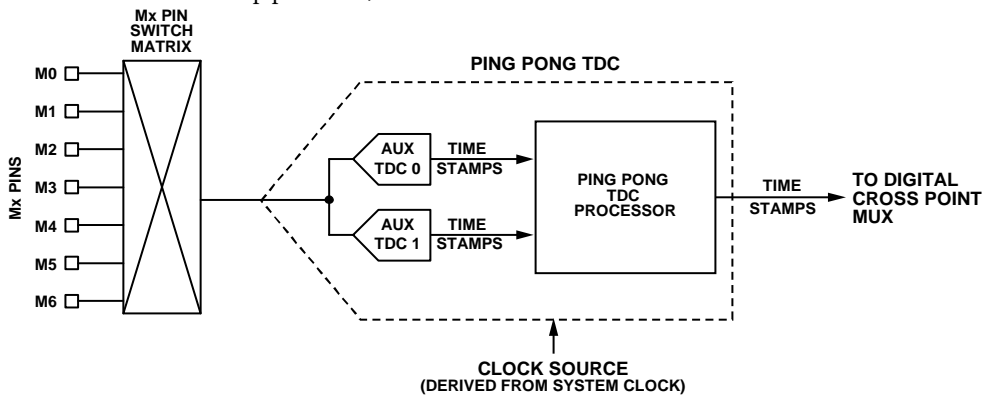 Mx PIN
SWITCH
MATRIX
Mx PINS
M0
M1
M2
M3
M4
M5
M6
PING PONG TDC
AUX
TDC 0
TIME
STAMPS
AUX
TDC 1
TIME
STAMPS
PING PONG
TDC
PROCESSOR
TIME
STAMPS
TO DIGITAL
CROSS POINT
MUX
CLOCK SOURCE
(DERIVED FROM SYSTEM CLOCK)